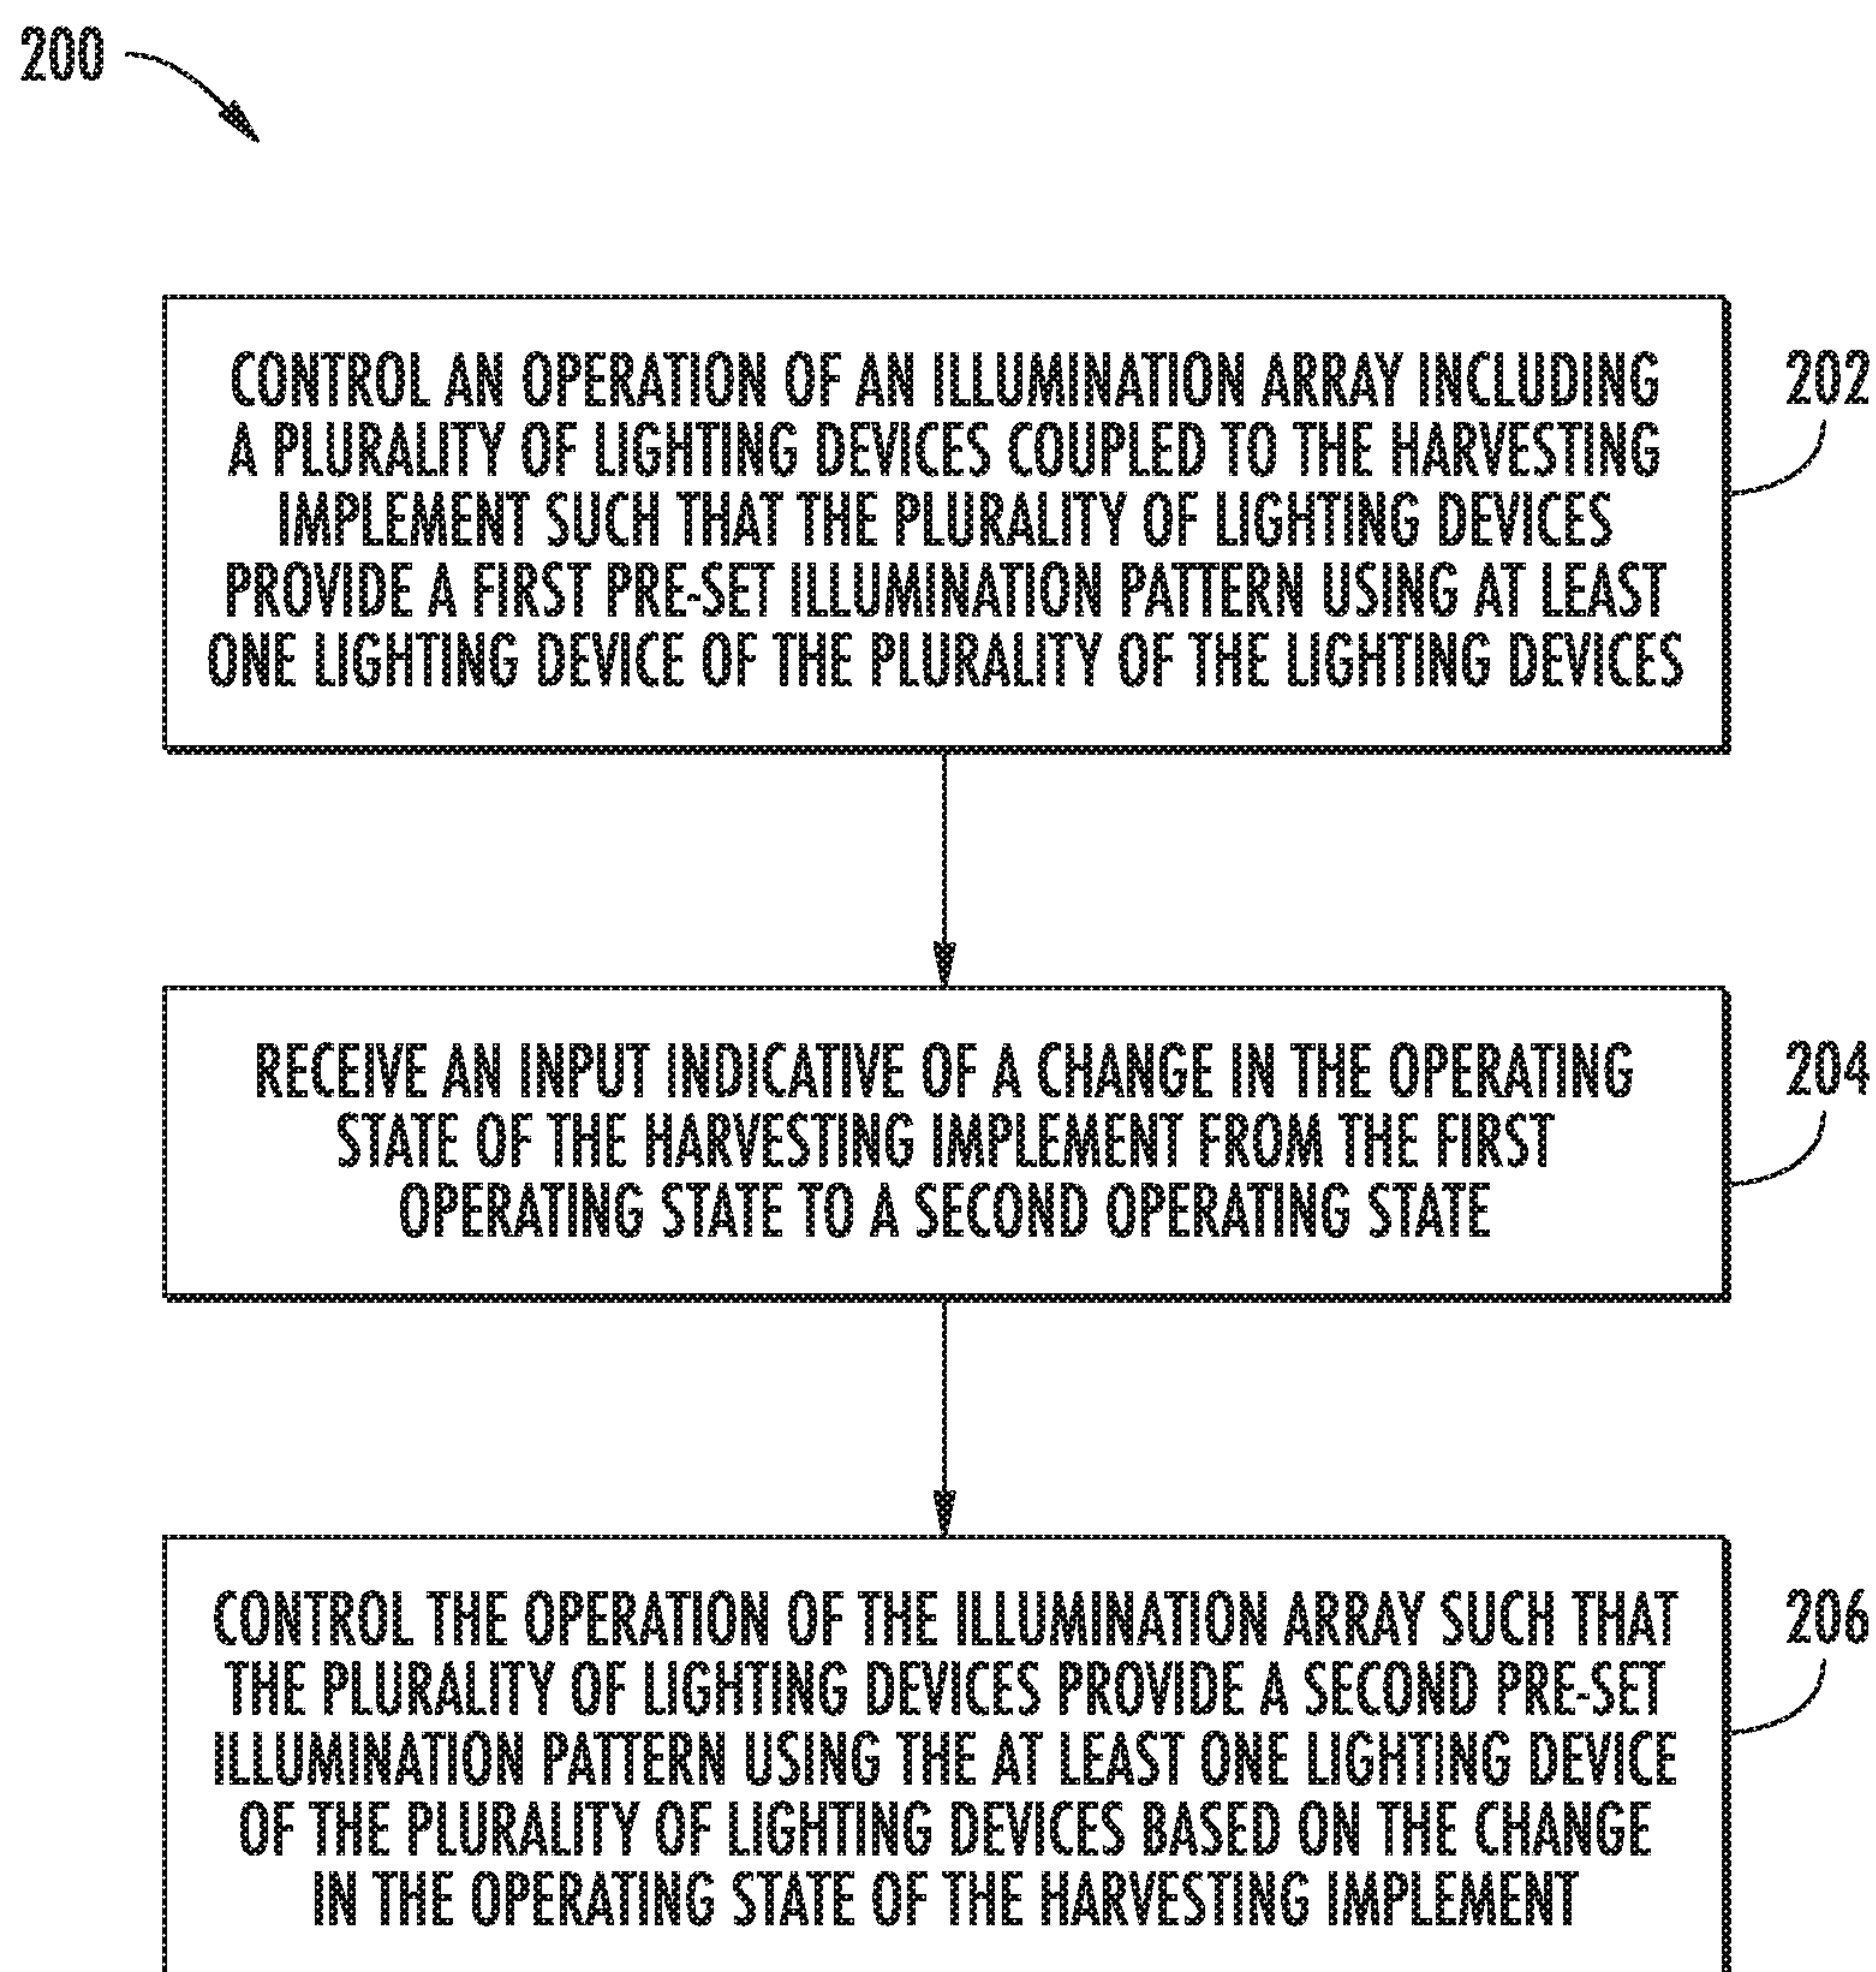 200
CONTROL AN OPERATION OF AN ILLUMINATION ARRAY INCLUDING
A PLURALITY OF LIGHTING DEVICES COUPLED TO THE HARVESTING
IMPLEMENT SUCH THAT THE PLURALITY OF LIGHTING DEVICES
PROVIDE A FIRST PRE-SET ILLUMINATION PATTERN USING AT LEAST
ONE LIGHTING DEVICE OF THE PLURALITY OF THE LIGHTING DEVICES
202
RECEIVE AN INPUT INDICATIVE OF A CHANGE IN THE OPERATING
STATE OF THE HARVESTING IMPLEMENT FROM THE FIRST
OPERATING STATE TO A SECOND OPERATING STATE
204
CONTROL THE OPERATION OF THE ILLUMINATION ARRAY SUCH THAT
THE PLURALITY OF LIGHTING DEVICES PROVIDE A SECOND PRE-SET
ILLUMINATION PATTERN USING THE AT LEAST ONE LIGHTING DEVICE
OF THE PLURALITY OF LIGHTING DEVICES BASED ON THE CHANGE
IN THE OPERATING STATE OF THE HARVESTING IMPLEMENT
206